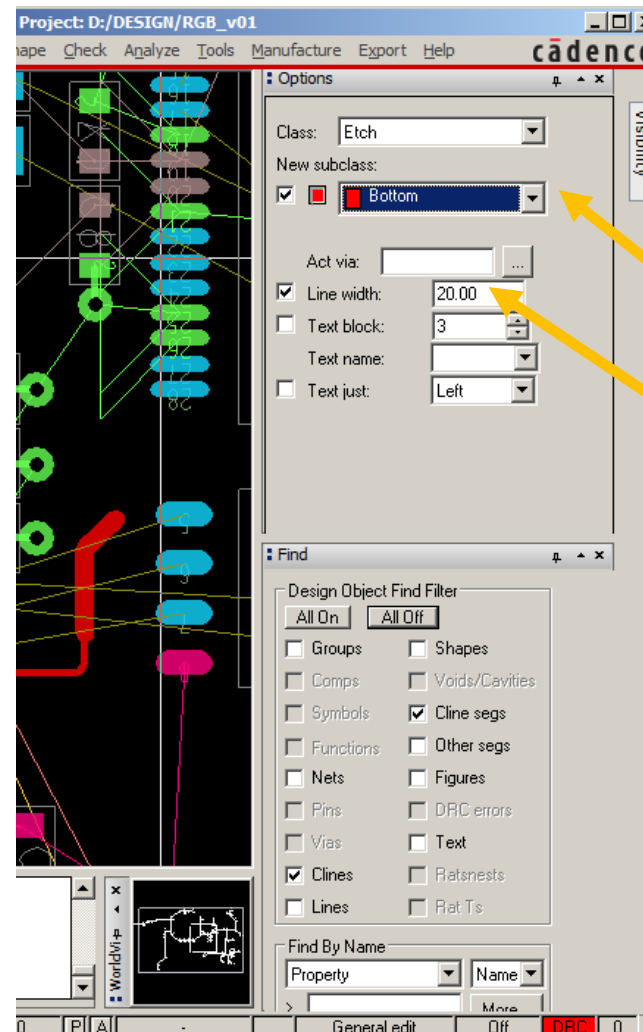 Project: D:/DESIGN/RGB_v01
Check Analyze Tools Manufacture Export Help
cādence
Options
Visibility
Class: Etch
New subclass:
Bottom
Act via: ...
Line width: 20.00
Text block: 3
Text name:
Text just: Left
Find
Design Object Find Filter
All On All Off
Groups Shapes
Comps Voids/Cavities
Symbols Cline segs
Functions Other segs
Nets Figures
Pins DRC errors
Vias Text
Clines Ratsnests
Lines Rat Ts
WorldVi
Find By Name
Property Name
> More
P A - General edit Off DRC 0